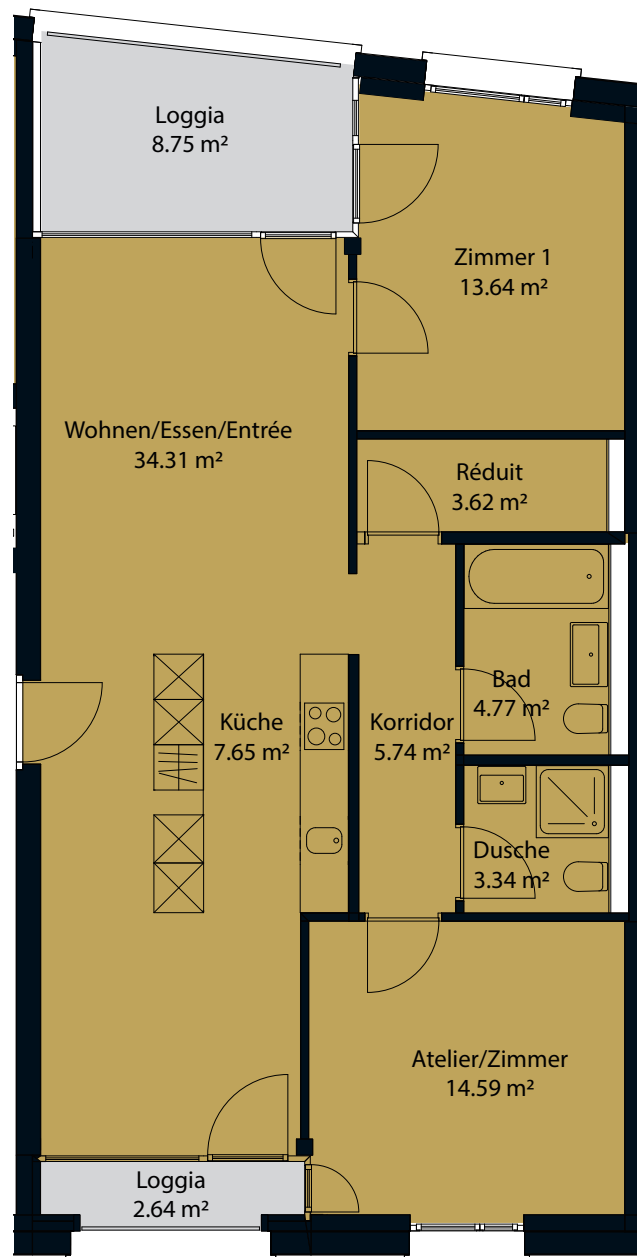 Loggia
8.75 m²
Zimmer 1
13.64 m²
Wohnen/Essen/Entrée
34.31 m²
Réduit
3.62 m²
Bad
4.77 m²
Küche
7.65 m²
Korridor
5.74 m²
Dusche
3.34 m²
Atelier/Zimmer
14.59 m²
Loggia
2.64 m²